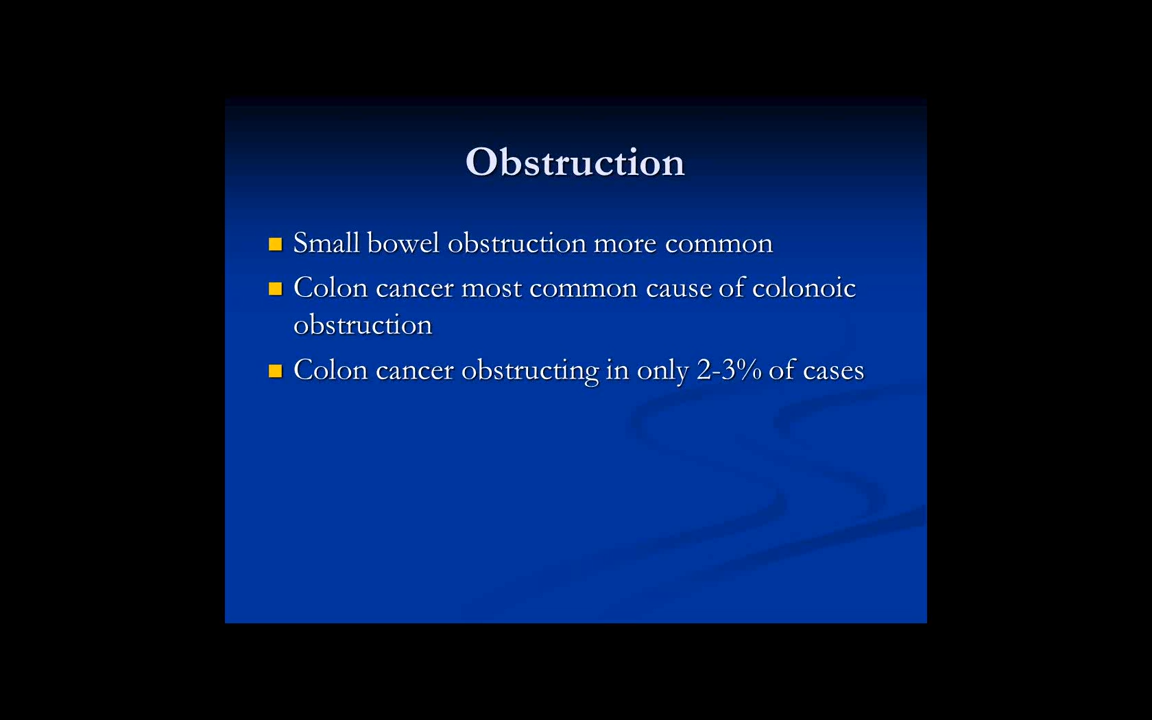 Obstruction
Small bowel obstruction more common
Colon cancer most common cause of colonoic
obstruction
Colon cancer obstructing in only 2-3% of cases